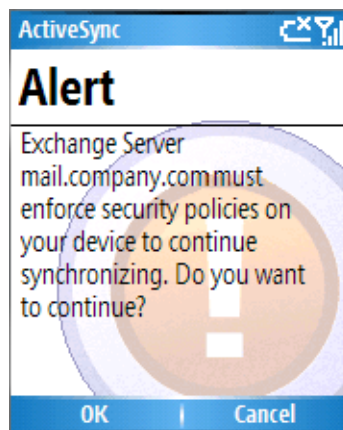 ActiveSync
Alert
Exchange Server
mail.company.com must
enforce security policies on
your device to continue
synchronizing. Do you want
to continue?
OK Cancel